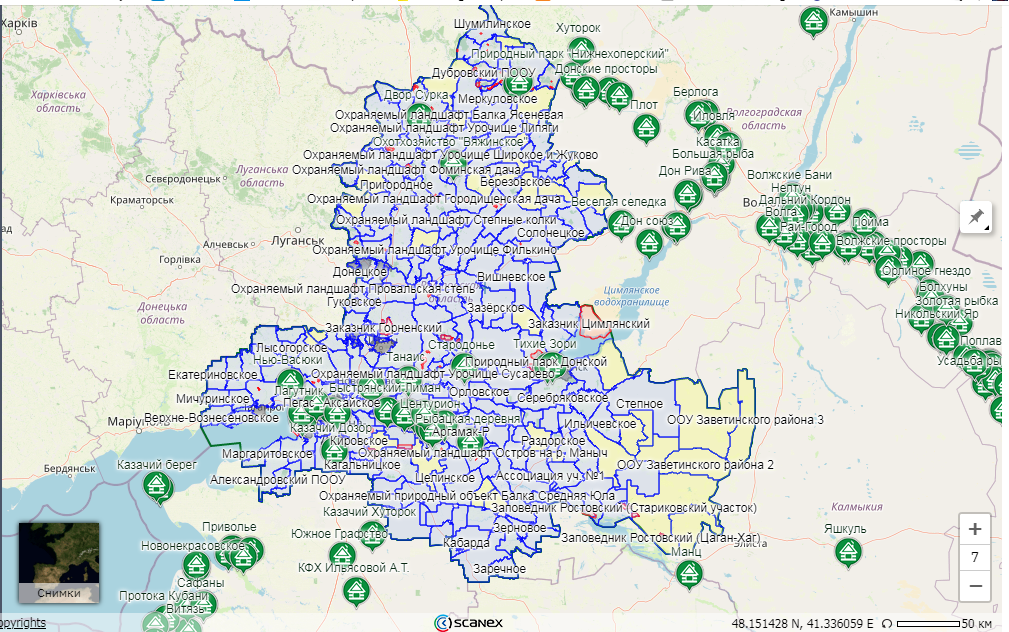 Харків
Шумилинское
Камышин
Хуторок
Природный парк "Нижнехоперский"
Харківська область
Дубровский ПООУ
Донские просторы
Двор Сурка
Меркуловское
Берлога
Плот
Иловля
Волгоградская область
Охраняемый ландшафт Балка Ясеневая
Охраняемый ландшафт Урочище Липяги
Охотхозяйство "Вяжинское"
Касатка
Охраняемый ландшафт Урочище Широкое и Жуково
Большая рыба
Охраняемый ландшафт Фоминская дача
Дон Рива
Волжские Бани
Луганська область
Сєвєродонецьк
Пригородное
Березовское
Нептун
Краматорськ
Охраняемый ландшафт Городищенская дача
Веселая селедка
Дальний Кордон
Волга
Охраняемый ландшафт Степные колки
Дон союз
Рай-Город
Пойма
Солонецкое
Алчевськ
Луганськ
Волжские просторы
Охраняемый ландшафт Урочище Филькино
Горлівка
Донецкое
Вишневское
Орлиное гнездо
Охраняемый ландшафт Провальская степь
Цимлянское водохранилище
Болхуны
Донецька область
Гуковское
Зазёрское
Золотая рыбка
Никольский Яр
Заказник Горненский
Заказник Цимлянский
Лысогорское
Стародонье
Тихие Зори
Поплав
Нью-Васюки
Танаис
Природный парк Донской
Усадьба
Екатериновское
Охраняемый ландшафт Урочище Сусарево
Лагутник
Быстрянский Лиман
Орловское
Мичуринское
Пегас
Аксайское
Центурион
Серебряковское
Степное
Верхне-Вознесеновское
Рыбацкая деревня
Ильичевское
ООУ Заветинского района 3
Казачий Дозор
Аргамак-Р
Кировское
Раздорское
Маргаритовское
Охраняемый ландшафт Остров на р. Маныч
Бердянськ
Казачий берег
Кагальницкое
ООУ Заветинского района 2
Александровский ПООУ
Целинское
Ассоциация уч. №1
Охраняемый природный объект Балка Средняя Юла
Казачий Хуторок
Заповедник Ростовский (Стариковский участок)
Калмыкия
Приволье
Южное Графство
Зерновое
Яшкуль
Новонекрасовское
Кабарда
Заповедник Ростовский (Цаган-Хаг)
Элиста
Манц
КФХ Ильясовой А.Т.
Заречное
Сафаны
Протока Кубани
Витязь
Снимки
+
7
−
opyrights
scanex
48.151428 N, 41.336059 E
50 км